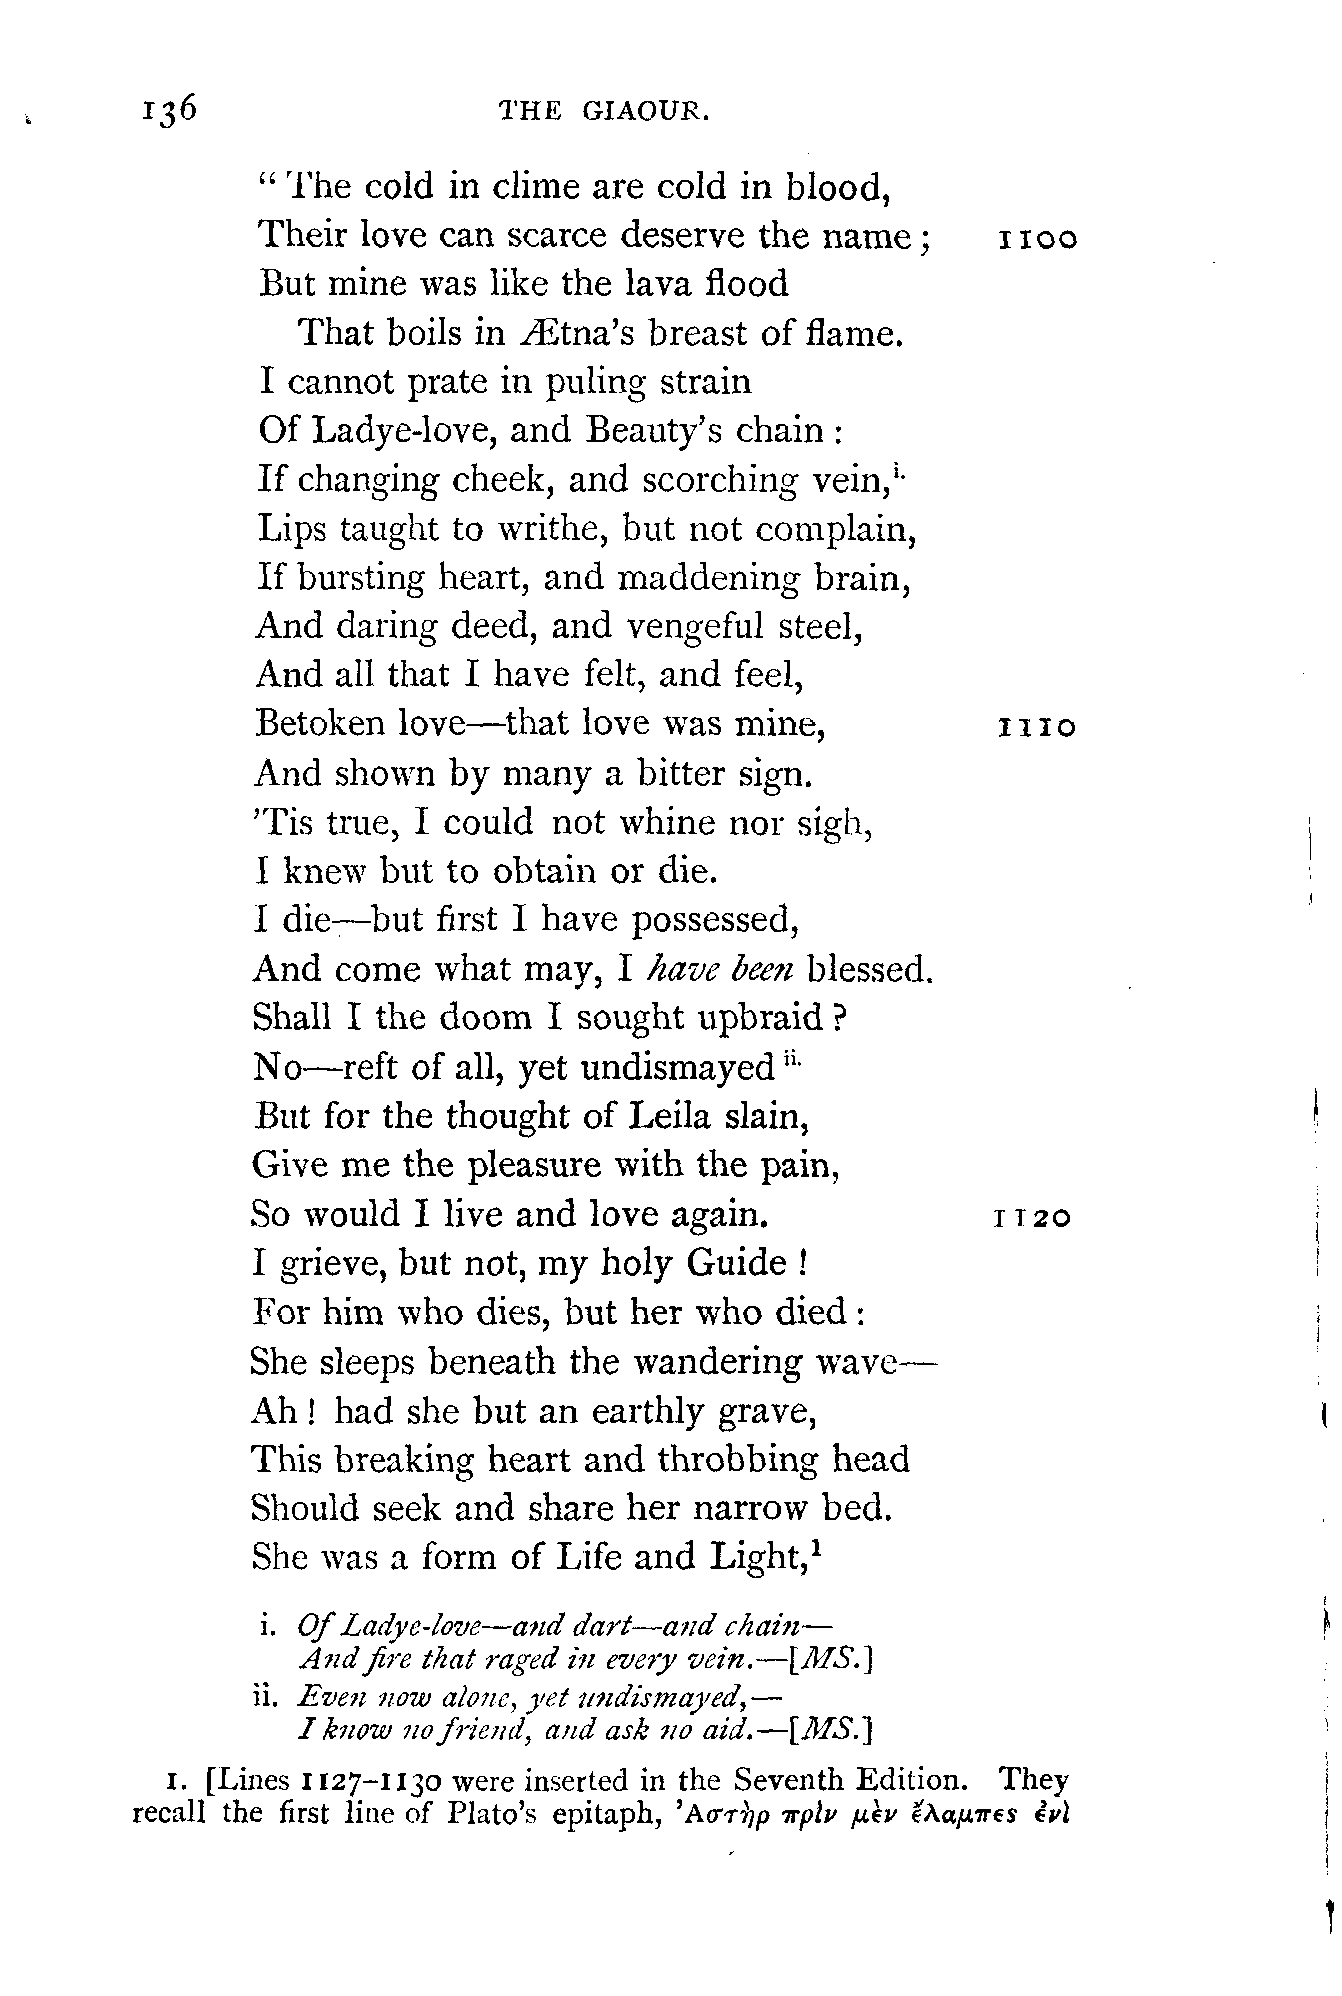 136 THE GIAOUR.
“ The cold in clime are cold in blood,
Their love can scarce deserve the name ; 1100
But mine was like the lava flood
That boils in Ætna's breast of flame.
I cannot prate in puling strain
Of Ladye-love, and Beauty's chain :
If changing cheek, and scorching vein,i.
Lips taught to writhe, but not complain,
If bursting heart, and maddening brain,
And daring deed, and vengeful steel,
And all that I have felt, and feel,
Betoken love—that love was mine, 1110
And shown by many a bitter sign.
'Tis true, I could not whine nor sigh,
I knew but to obtain or die.
I die—but first I have possessed,
And come what may, I have been blessed.
Shall I the doom I sought upbraid ?
No—reft of all, yet undismayed ii.
But for the thought of Leila slain,
Give me the pleasure with the pain,
So would I live and love again. 1120
I grieve, but not, my holy Guide !
For him who dies, but her who died :
She sleeps beneath the wandering wave—
Ah ! had she but an earthly grave,
This breaking heart and throbbing head
Should seek and share her narrow bed.
She was a form of Life and Light,1
i. Of Ladye-love—and dart—and chain—
And fire that raged in every vein.—[MS.]
ii. Even now alone, yet undismayed,—
I know no friend, and ask no aid.—[MS.]
1. [Lines 1127–1130 were inserted in the Seventh Edition. They
recall the first line of Plato's epitaph, Ἀστὴρ πρὶν μὲν ἔλαμπες ἐνὶ